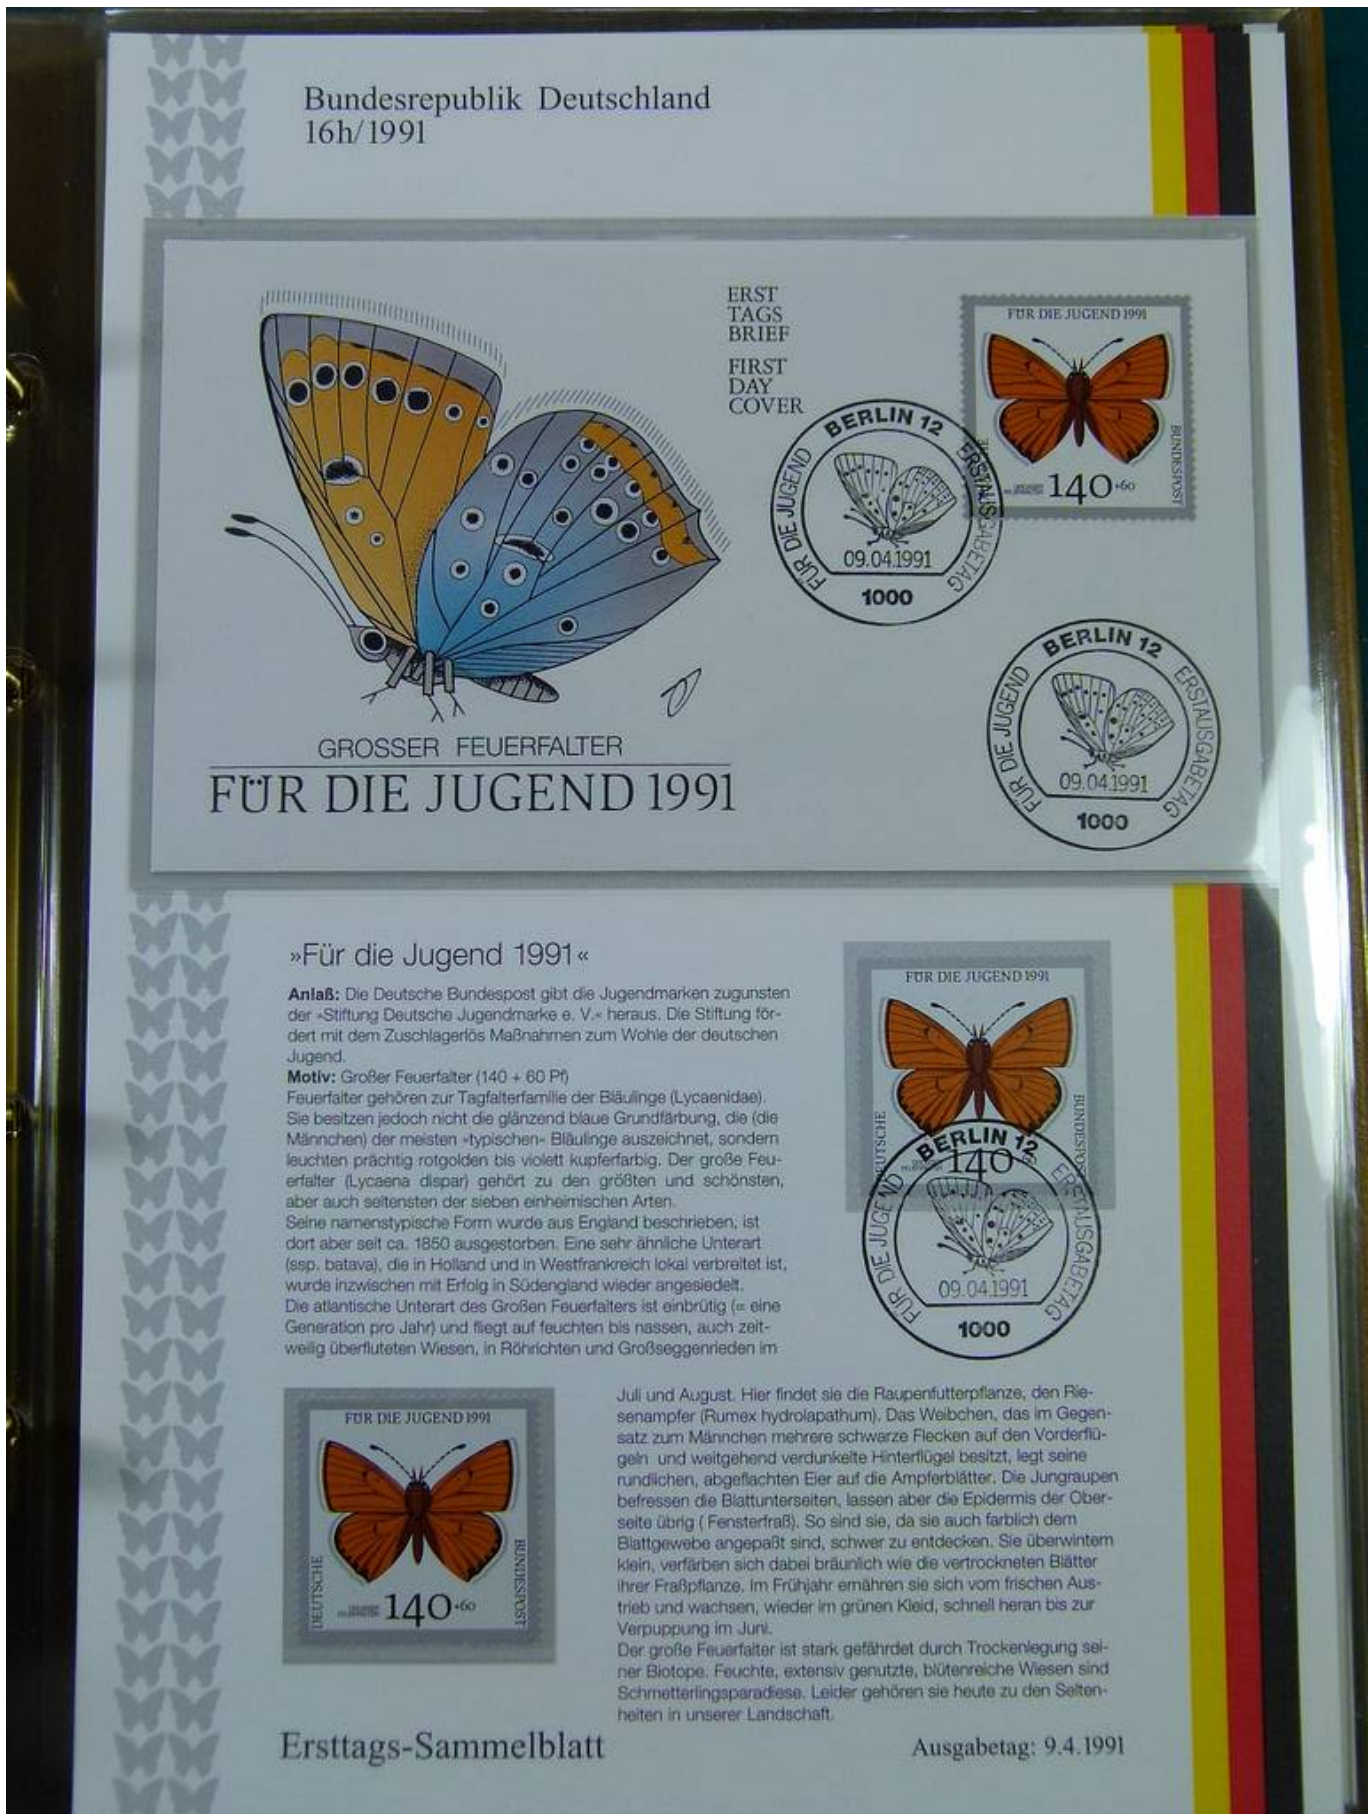 Bundesrepublik Deutschland
16h/1991
ERST
TAGS
BRIEF
FIRST
DAY
COVER
FÜR DIE JUGEND 1991
BUNDESPOST
140+60
BERLIN 12
FÜR DIE JUGEND
ERSTAUSGABETAG
09.04.1991
1000
BERLIN 12
FÜR DIE JUGEND
ERSTAUSGABETAG
09.04.1991
1000
GROSSER FEUERFALTER
FÜR DIE JUGEND 1991
»Für die Jugend 1991«
Anlaß: Die Deutsche Bundespost gibt die Jugendmarken zugunsten
der »Stiftung Deutsche Jugendmarke e. V.« heraus. Die Stiftung för-
dert mit dem Zuschlagerlös Maßnahmen zum Wohle der deutschen
Jugend.
Motiv: Großer Feuerfalter (140 + 60 Pf)
Feuerfalter gehören zur Tagfalterfamilie der Bläulinge (Lycaenidae).
Sie besitzen jedoch nicht die glänzend blaue Grundfärbung, die (die
Männchen) der meisten »typischen« Bläulinge auszeichnet, sondern
leuchten prächtig rotgolden bis violett kupferfarbig. Der große Feu-
erfalter (Lycaena dispar) gehört zu den größten und schönsten,
aber auch seltensten der sieben einheimischen Arten.
Seine namenstypische Form wurde aus England beschrieben, ist
dort aber seit ca. 1850 ausgestorben. Eine sehr ähnliche Unterart
(ssp. batava), die in Holland und in Westfrankreich lokal verbreitet ist,
wurde inzwischen mit Erfolg in Südengland wieder angesiedelt.
Die atlantische Unterart des Großen Feuerfalters ist einbrütig (= eine
Generation pro Jahr) und fliegt auf feuchten bis nassen, auch zeit-
weilig überfluteten Wiesen, in Röhrichten und Großseggenrieden im
FÜR DIE JUGEND 1991
DEUTSCHE
BUNDESPOST
140
BERLIN 12
FÜR DIE JUGEND
ERSTAUSGABETAG
09.04.1991
1000
FÜR DIE JUGEND 1991
DEUTSCHE
BUNDESPOST
140+60
Juli und August. Hier findet sie die Raupenfutterpflanze, den Rie-
senampfer (Rumex hydrolapathum). Das Weibchen, das im Gegen-
satz zum Männchen mehrere schwarze Flecken auf den Vorderflü-
geln und weitgehend verdunkelte Hinterflügel besitzt, legt seine
rundlichen, abgeflachten Eier auf die Ampferblätter. Die Jungraupen
befressen die Blattunterseiten, lassen aber die Epidermis der Ober-
seite übrig ( Fensterfraß). So sind sie, da sie auch farblich dem
Blattgewebe angepaßt sind, schwer zu entdecken. Sie überwintern
klein, verfärben sich dabei bräunlich wie die vertrockneten Blätter
ihrer Fraßpflanze. Im Frühjahr ernähren sie sich vom frischen Aus-
trieb und wachsen, wieder im grünen Kleid, schnell heran bis zur
Verpuppung im Juni.
Der große Feuerfalter ist stark gefährdet durch Trockenlegung sei-
ner Biotope. Feuchte, extensiv genutzte, blütenreiche Wiesen sind
Schmetterlingsparadiese. Leider gehören sie heute zu den Selten-
heiten in unserer Landschaft.
Ersttags-Sammelblatt
Ausgabetag: 9.4.1991